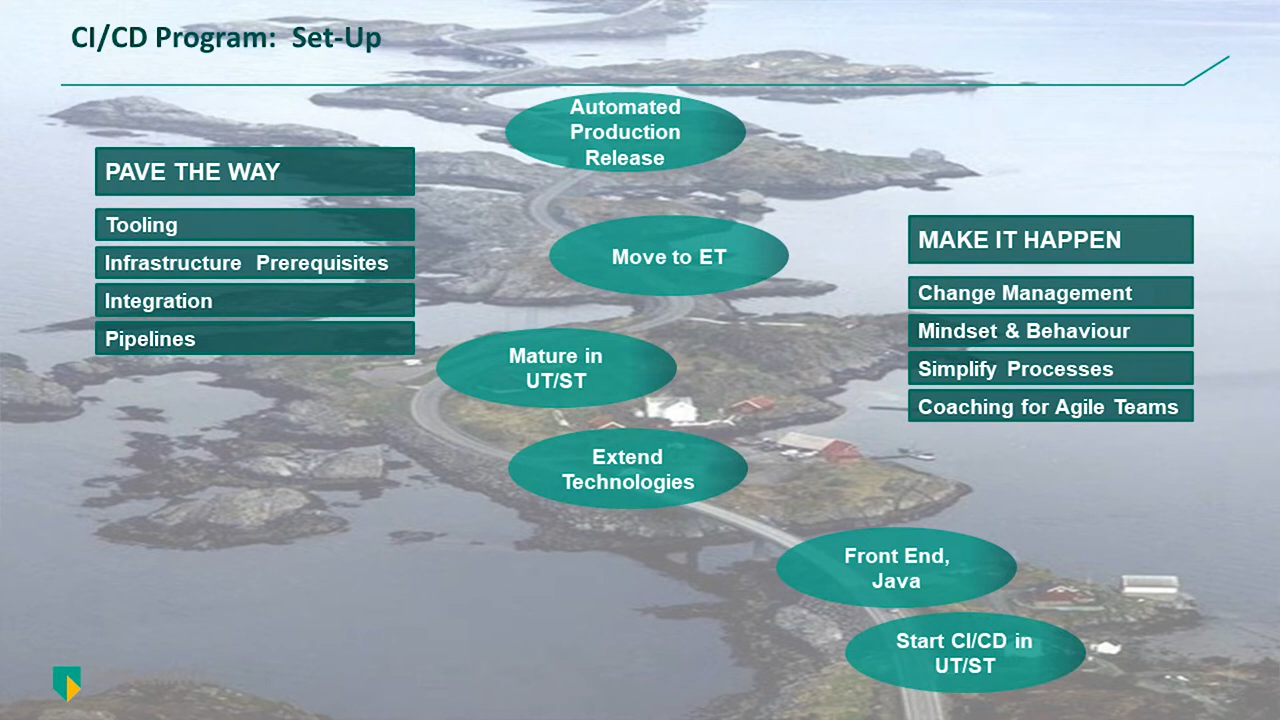 CI/CD Program: Set-Up
Automated
Production
Release
PAVE THE WAY
Tooling
Infrastructure Prerequisites
Integration
Pipelines
Move to ET
MAKE IT HAPPEN
Change Management
Mindset & Behaviour
Simplify Processes
Coaching for Agile Teams
Mature in
UT/ST
Extend
Technologies
Front End,
Java
Start CI/CD in
UT/ST